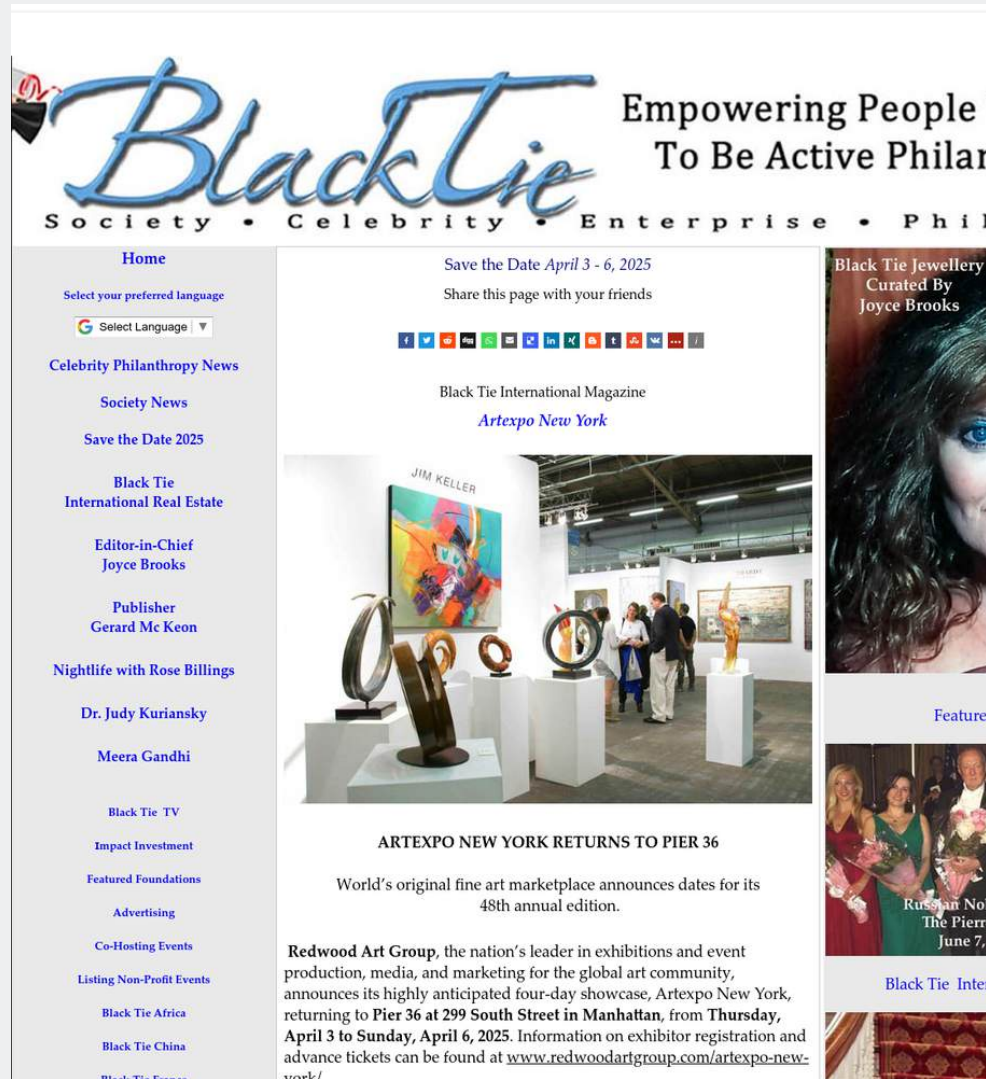 BlackTie
Empowering People
To Be Active
Society • Celebrity • Enterprise •
Home
Select your preferred language
Select Language ▼
Celebrity Philanthropy News
Society News
Save the Date 2025
Black Tie
International Real Estate
Editor-in-Chief
Joyce Brooks
Publisher
Gerard Mc Keon
Nightlife with Rose Billings
Dr. Judy Kuriansky
Meera Gandhi
Black Tie TV
Impact Investment
Featured Foundations
Advertising
Co-Hosting Events
Listing Non-Profit Events
Black Tie Africa
Black Tie China
Save the Date April 3 - 6, 2025
Share this page with your friends
Black Tie International Magazine
Artexpo New York
JIM KELLER
ARTEXPO NEW YORK RETURNS TO PIER 36
World's original fine art marketplace announces dates for its
48th annual edition.
Redwood Art Group, the nation's leader in exhibitions and event
production, media, and marketing for the global art community,
announces its highly anticipated four-day showcase, Artexpo New York,
returning to Pier 36 at 299 South Street in Manhattan, from Thursday,
April 3 to Sunday, April 6, 2025. Information on exhibitor registration and
advance tickets can be found at www.redwoodartgroup.com/artexpo-new-
york/
Black Tie Jewellery
Curated By
Joyce Brooks
Feature
Russian
The
June 7,
Black Tie